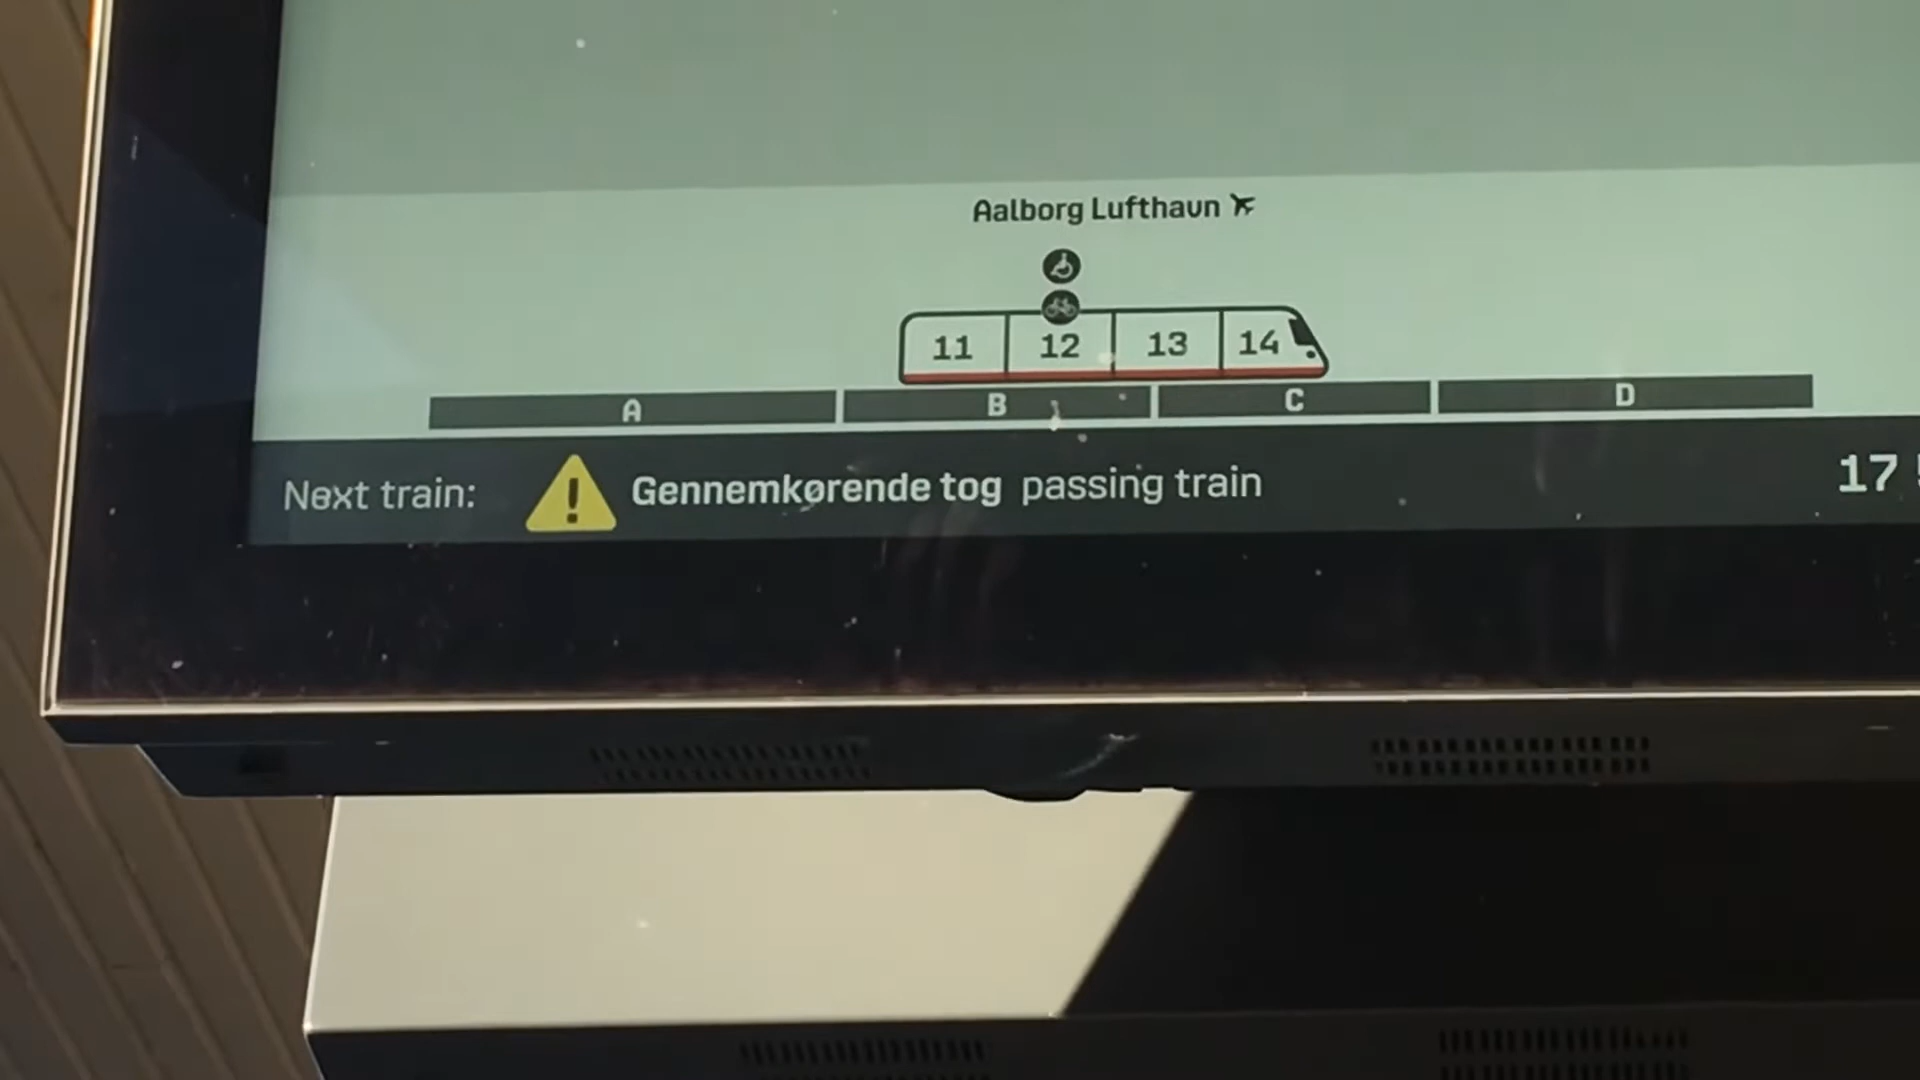 Aalborg Lufthavn
11 12 13 14
A B C D
Next train: Gennemkørende tog passing train 17